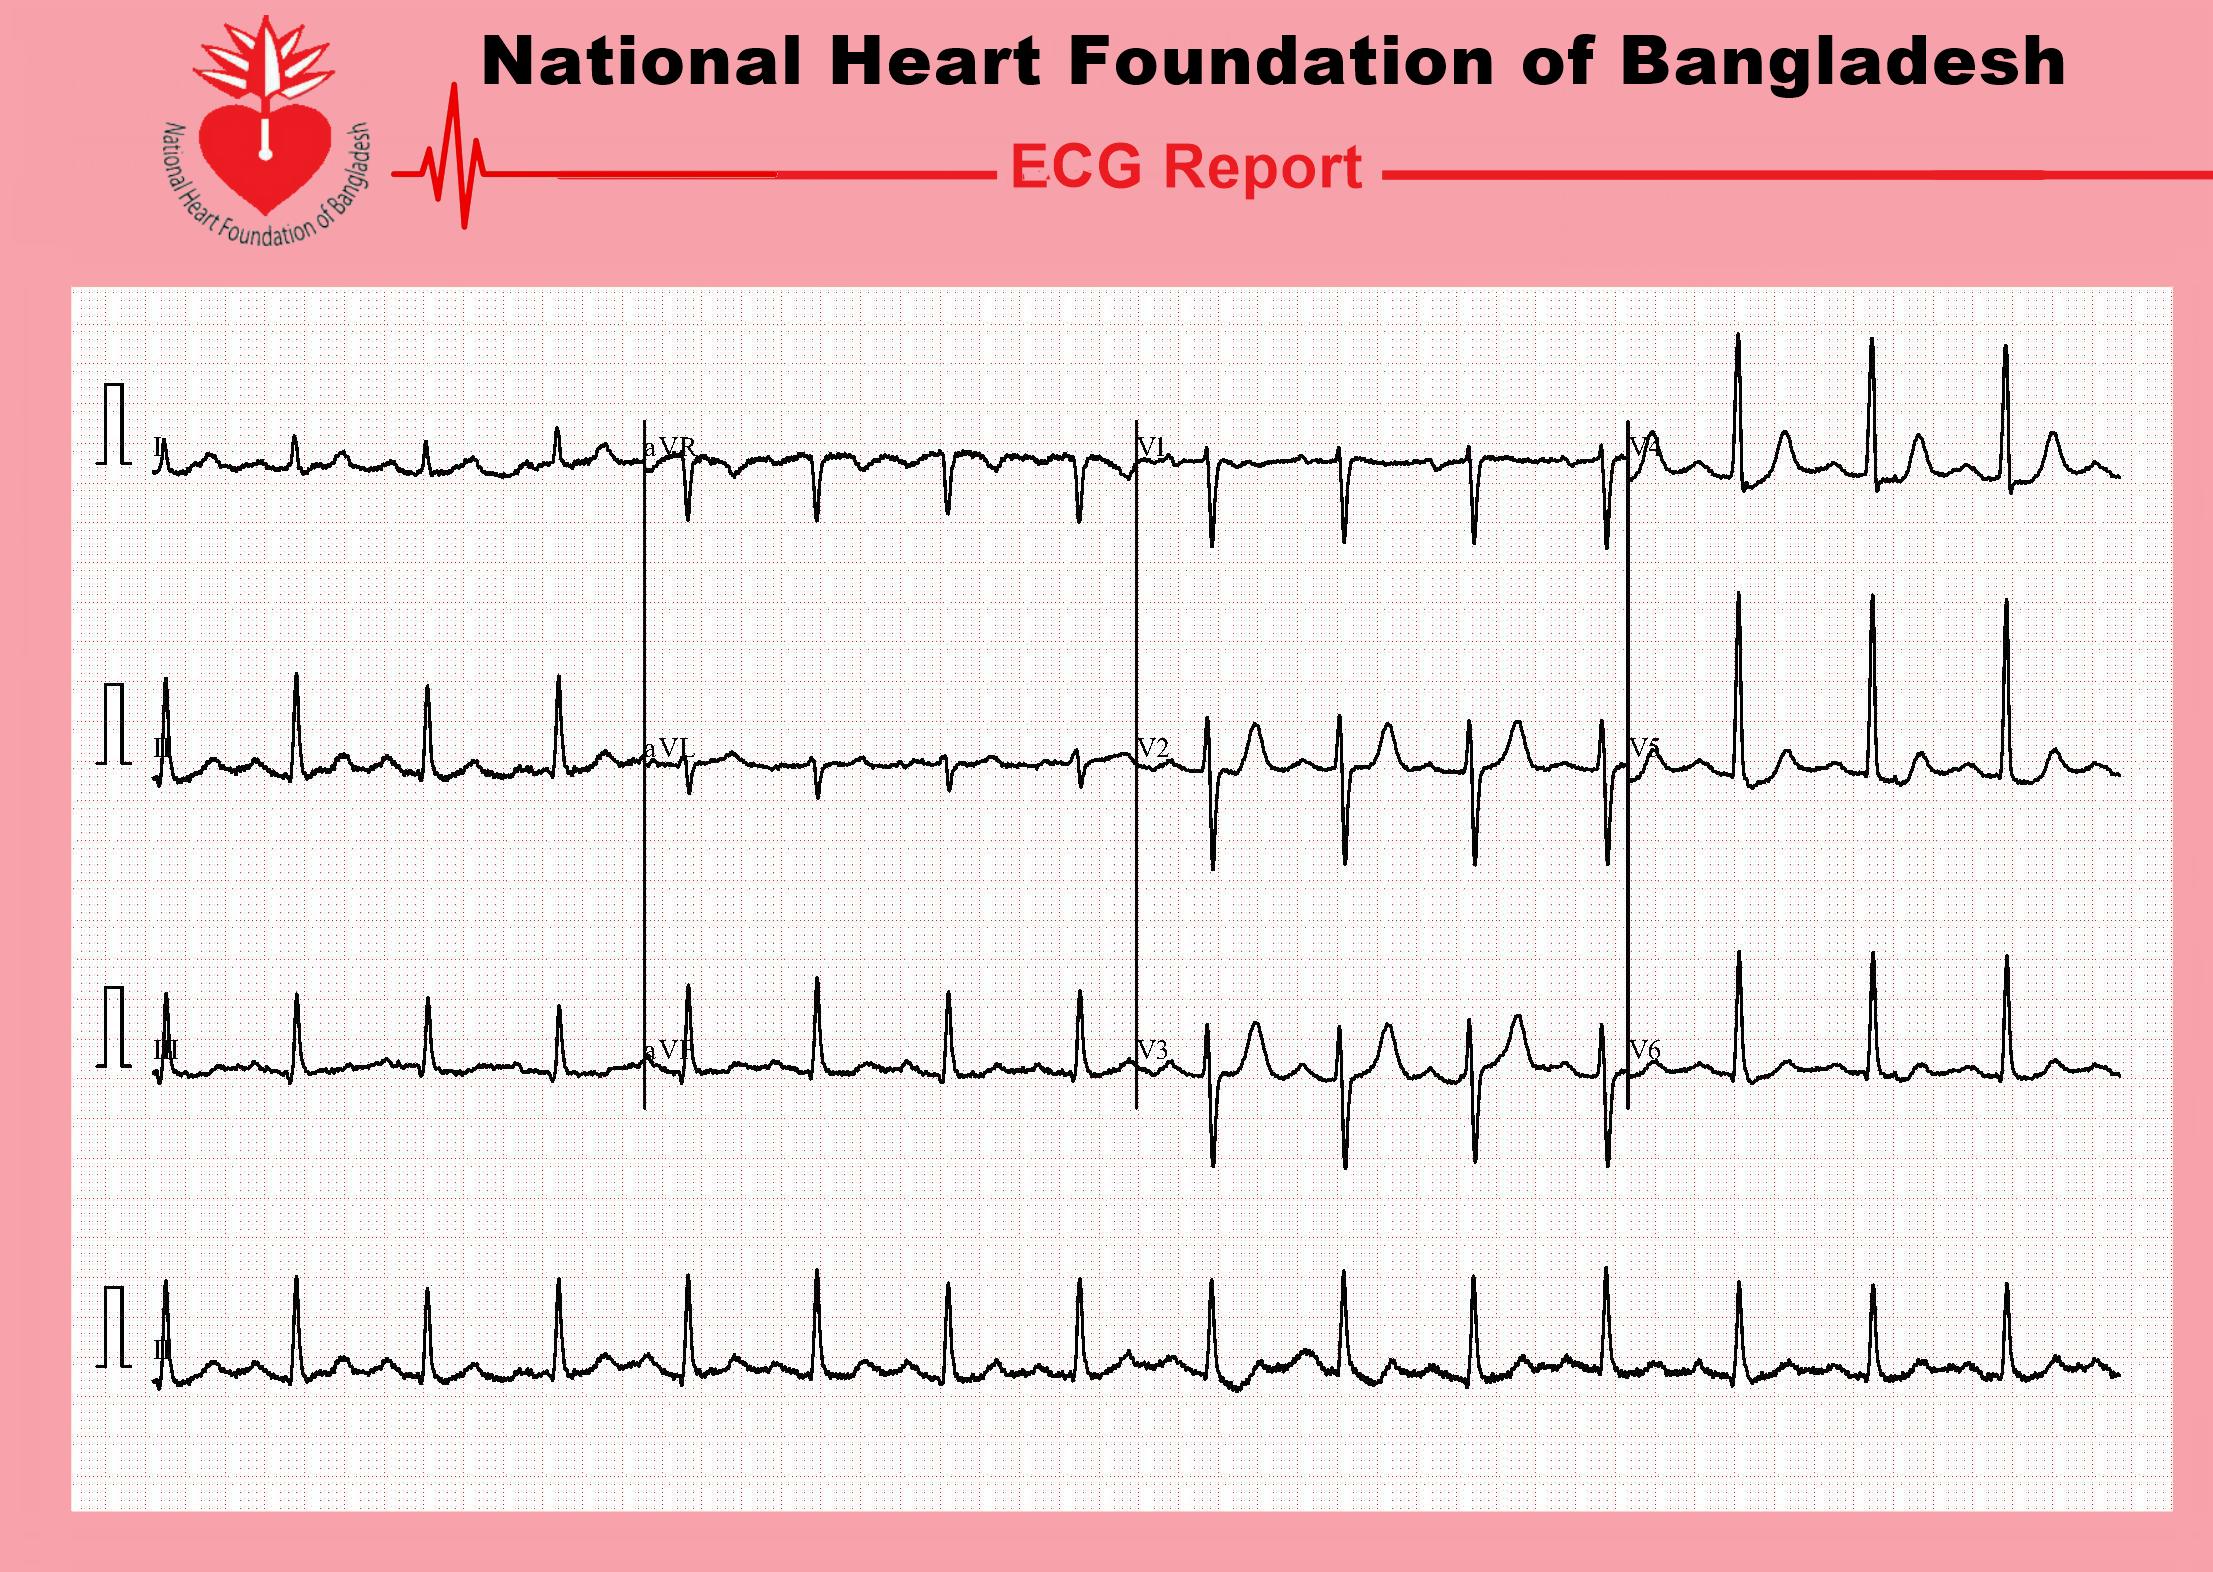 National Heart Foundation of Bangladesh
National Heart Foundation of Bangladesh
ECG Report
I aVR V1 V4
II aVL V2 V5
III aVF V3 V6
II